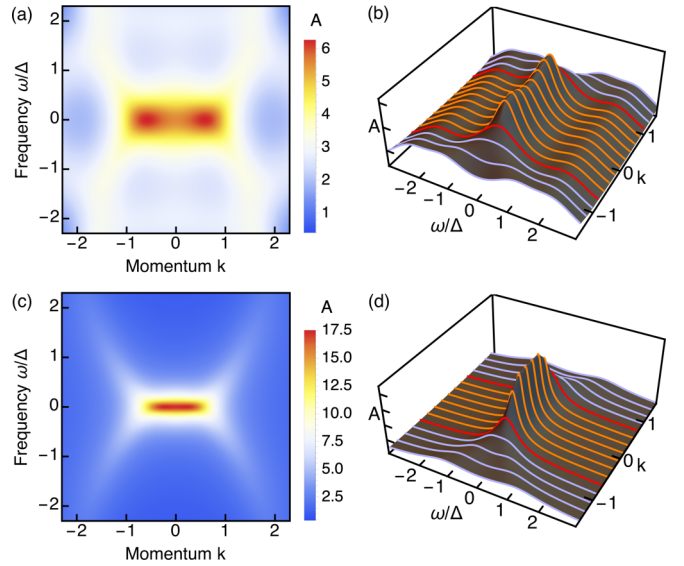 (a)
A
(b)
Frequency ω/Δ
2
1
0
−1
−2
−2 −1 0 1 2
Momentum k
6
5
4
3
2
1
A
−2 −1 0 1 2
ω/Δ
−1 0 1
k
(c)
A
(d)
Frequency ω/Δ
2
1
0
−1
−2
−2 −1 0 1 2
Momentum k
17.5
15.0
12.5
10.0
7.5
5.0
2.5
A
−2 −1 0 1 2
ω/Δ
−1 0 1
k